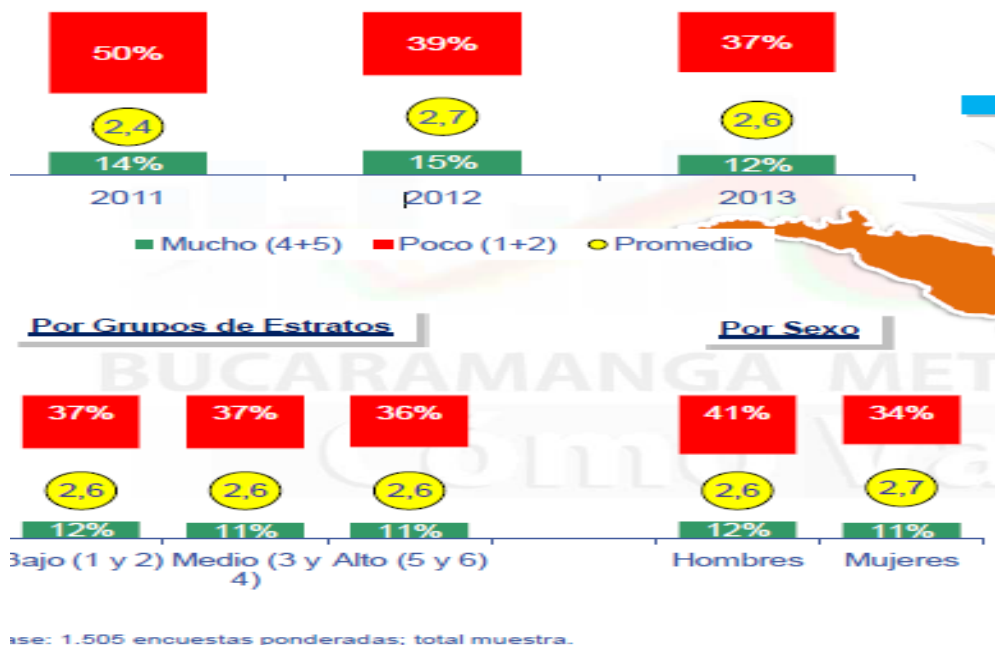 50% 39% 37%
2,4 2,7 2,6
14% 15% 12%
2011 2012 2013
Mucho (4+5) Poco (1+2) Promedio
Por Grupos de Estratos Por Sexo
BUCARAMANGA MET
37% 37% 36% 41% 34%
Cómo Va
2,6 2,6 2,6 2,6 2,7
12% 11% 11% 12% 11%
Bajo (1 y 2) Medio (3 y Alto (5 y 6) Hombres Mujeres
4)
ase: 1.505 encuestas ponderadas; total muestra.